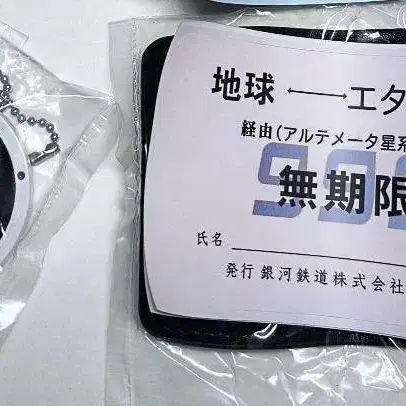 地球 ←→ エタ
経由(アルテメータ星系
999
無期限
氏名
発行 銀河鉄道株式会社